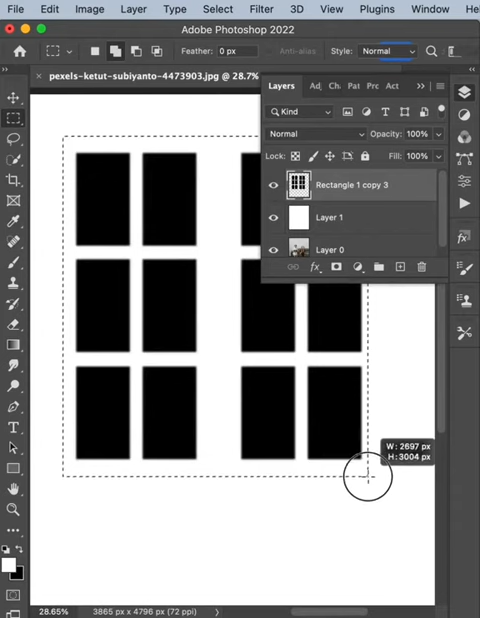 File Edit Image Layer Type Select Filter 3D View Plugins Window
Adobe Photoshop 2022
Feather: 0 px Anti-alias Style: Normal
× pexels-ketut-subiyanto-4473903.jpg @ 28.7%
Layers Adj Ch Pat Prc Act
Kind
Normal Opacity: 100%
Lock: Fill: 100%
Rectangle 1 copy 3
Layer 1
Layer 0
fx
W: 2697 px
H: 3004 px
28.65% 3865 px x 4796 px (72 ppi)